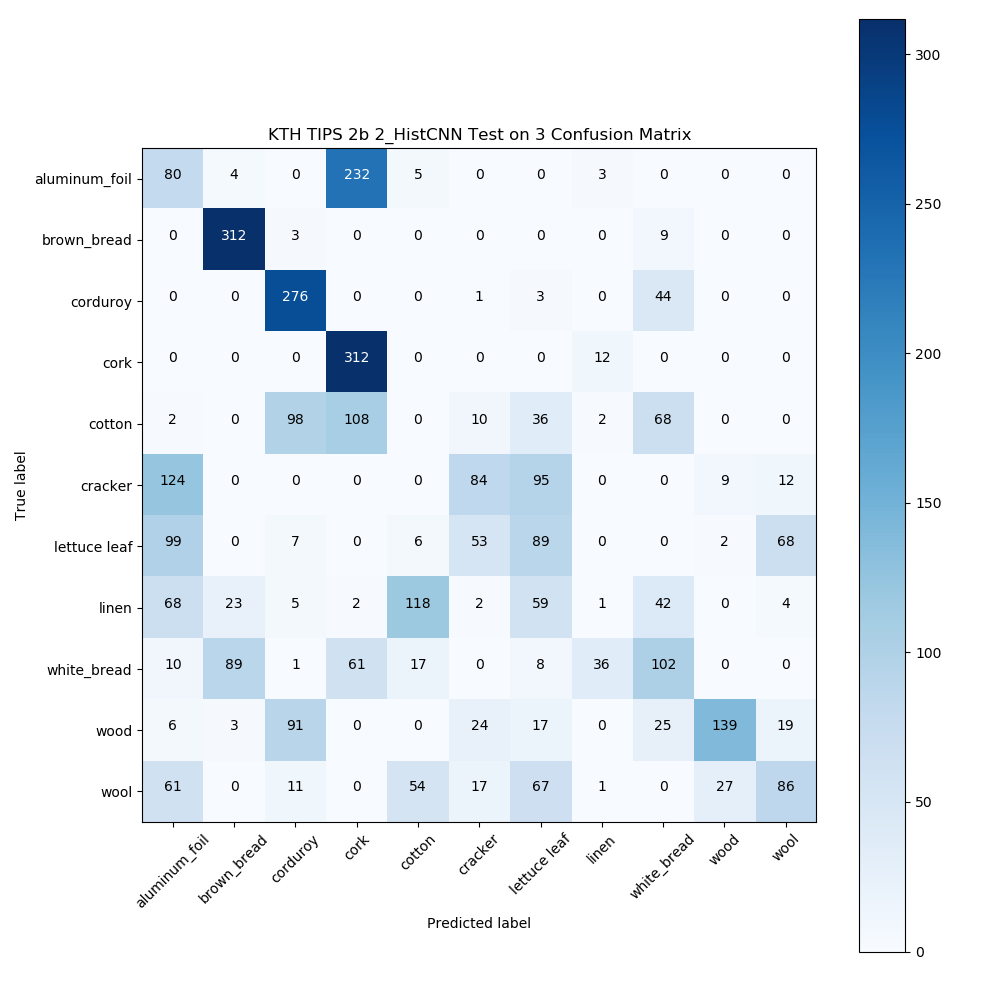 KTH TIPS 2b 2_HistCNN Test on 3 Confusion Matrix
aluminum_foil 80 4 0 232 5 0 0 3 0 0 0
brown_bread 0 312 3 0 0 0 0 0 9 0 0
corduroy 0 0 276 0 0 1 3 0 44 0 0
cork 0 0 0 312 0 0 0 12 0 0 0
cotton 2 0 98 108 0 10 36 2 68 0 0
cracker 124 0 0 0 0 84 95 0 0 9 12
lettuce leaf 99 0 7 0 6 53 89 0 0 2 68
linen 68 23 5 2 118 2 59 1 42 0 4
white_bread 10 89 1 61 17 0 8 36 102 0 0
wood 6 3 91 0 0 24 17 0 25 139 19
wool 61 0 11 0 54 17 67 1 0 27 86
True label
aluminum_foil brown_bread corduroy cork cotton cracker lettuce leaf linen white_bread wood wool
Predicted label
300
250
200
150
100
50
0